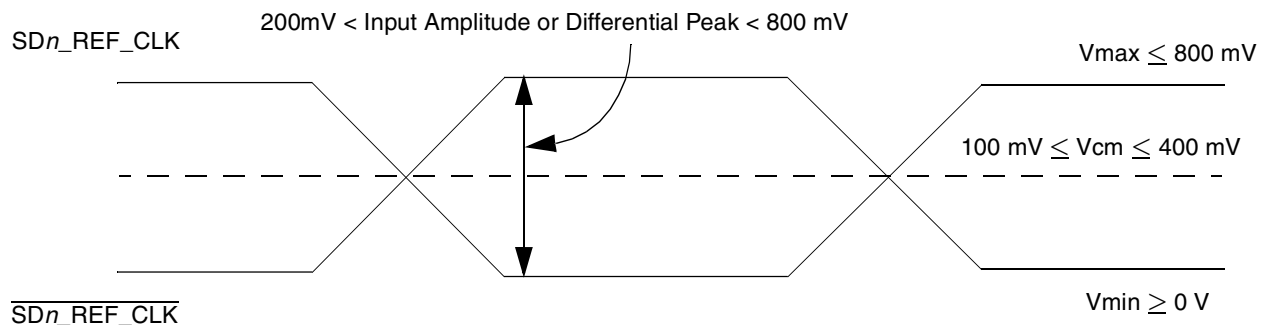 200mV < Input Amplitude or Differential Peak < 800 mV
SDn_REF_CLK
Vmax ≤ 800 mV
100 mV ≤ Vcm ≤ 400 mV
Vmin ≥ 0 V
SDn_REF_CLK